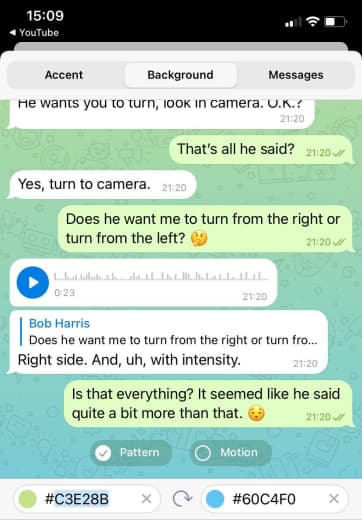 15:09
◀ YouTube
Accent
Background
Messages
He wants you to turn, look in camera. O.K.?
21:20
That's all he said? 21:20
Yes, turn to camera. 21:20
Does he want me to turn from the right or
turn from the left? 🤔 21:20
0:23
21:20
Bob Harris
Does he want me to turn from the right or turn fro...
Right side. And, uh, with intensity. 21:20
Is that everything? It seemed like he said
quite a bit more than that. 😯 21:20
Pattern
Motion
#C3E28B
#60C4F0